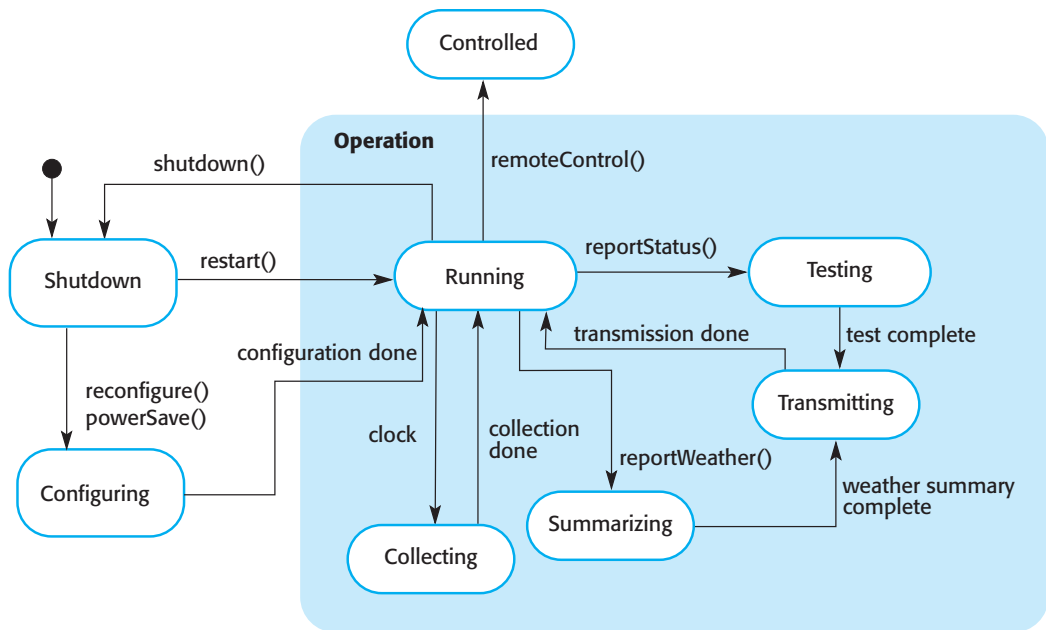 Controlled
Operation
shutdown()
remoteControl()
Shutdown
restart()
Running
reportStatus()
Testing
configuration done
transmission done
test complete
reconfigure()
powerSave()
clock
collection
done
Transmitting
reportWeather()
Configuring
Collecting
Summarizing
weather summary
complete